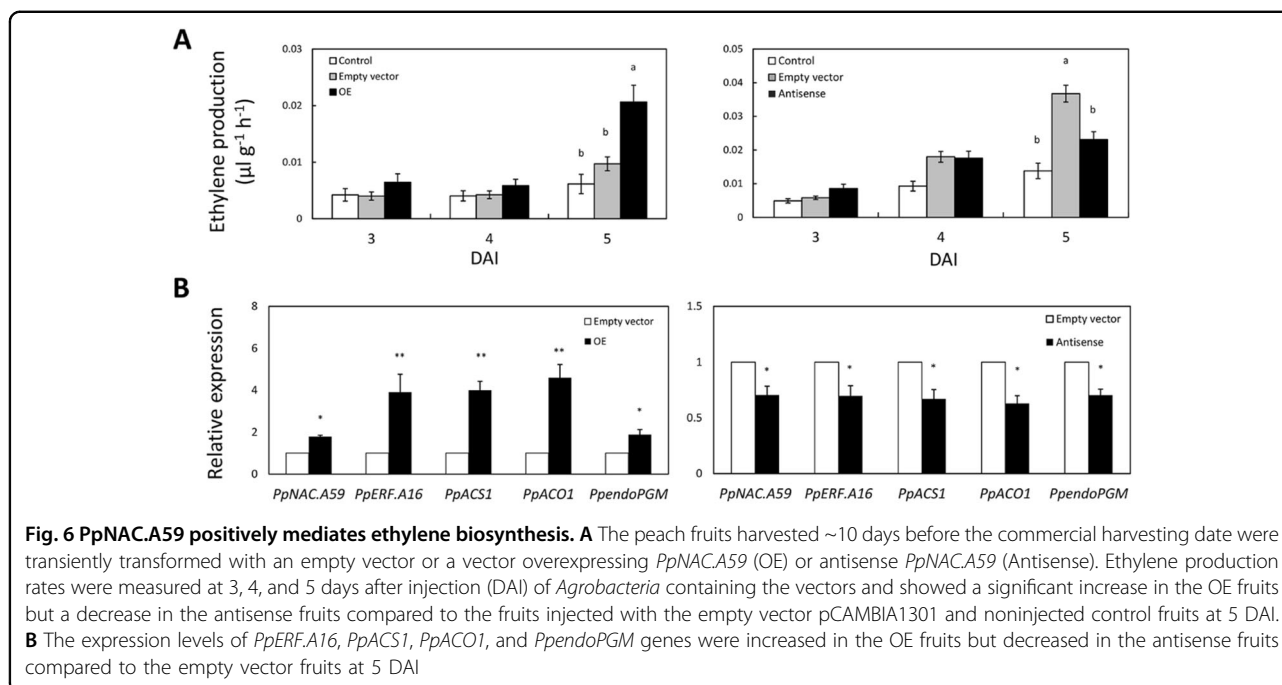 A
Ethylene production
(µl g-1 h-1)
0.03
0.02
0.01
0
Control
Empty vector
OE
b
b
a
3
4
5
DAI
0.05
0.04
0.03
0.02
0.01
0
Control
Empty vector
Antisense
b
a
b
3
4
5
DAI
B
Relative expression
8
6
4
2
0
Empty vector
OE
*
**
**
**
*
PpNAC.A59 PpERF.A16 PpACS1 PpACO1 PpendoPGM
1.5
1
0.5
0
Empty vector
Antisense
*
*
*
*
*
PpNAC.A59 PpERF.A16 PpACS1 PpACO1 PpendoPGM
Fig. 6 PpNAC.A59 positively mediates ethylene biosynthesis. A The peach fruits harvested ~10 days before the commercial harvesting date were
transiently transformed with an empty vector or a vector overexpressing PpNAC.A59 (OE) or antisense PpNAC.A59 (Antisense). Ethylene production
rates were measured at 3, 4, and 5 days after injection (DAI) of Agrobacteria containing the vectors and showed a significant increase in the OE fruits
but a decrease in the antisense fruits compared to the fruits injected with the empty vector pCAMBIA1301 and noninjected control fruits at 5 DAI.
B The expression levels of PpERF.A16, PpACS1, PpACO1, and PpendoPGM genes were increased in the OE fruits but decreased in the antisense fruits
compared to the empty vector fruits at 5 DAI